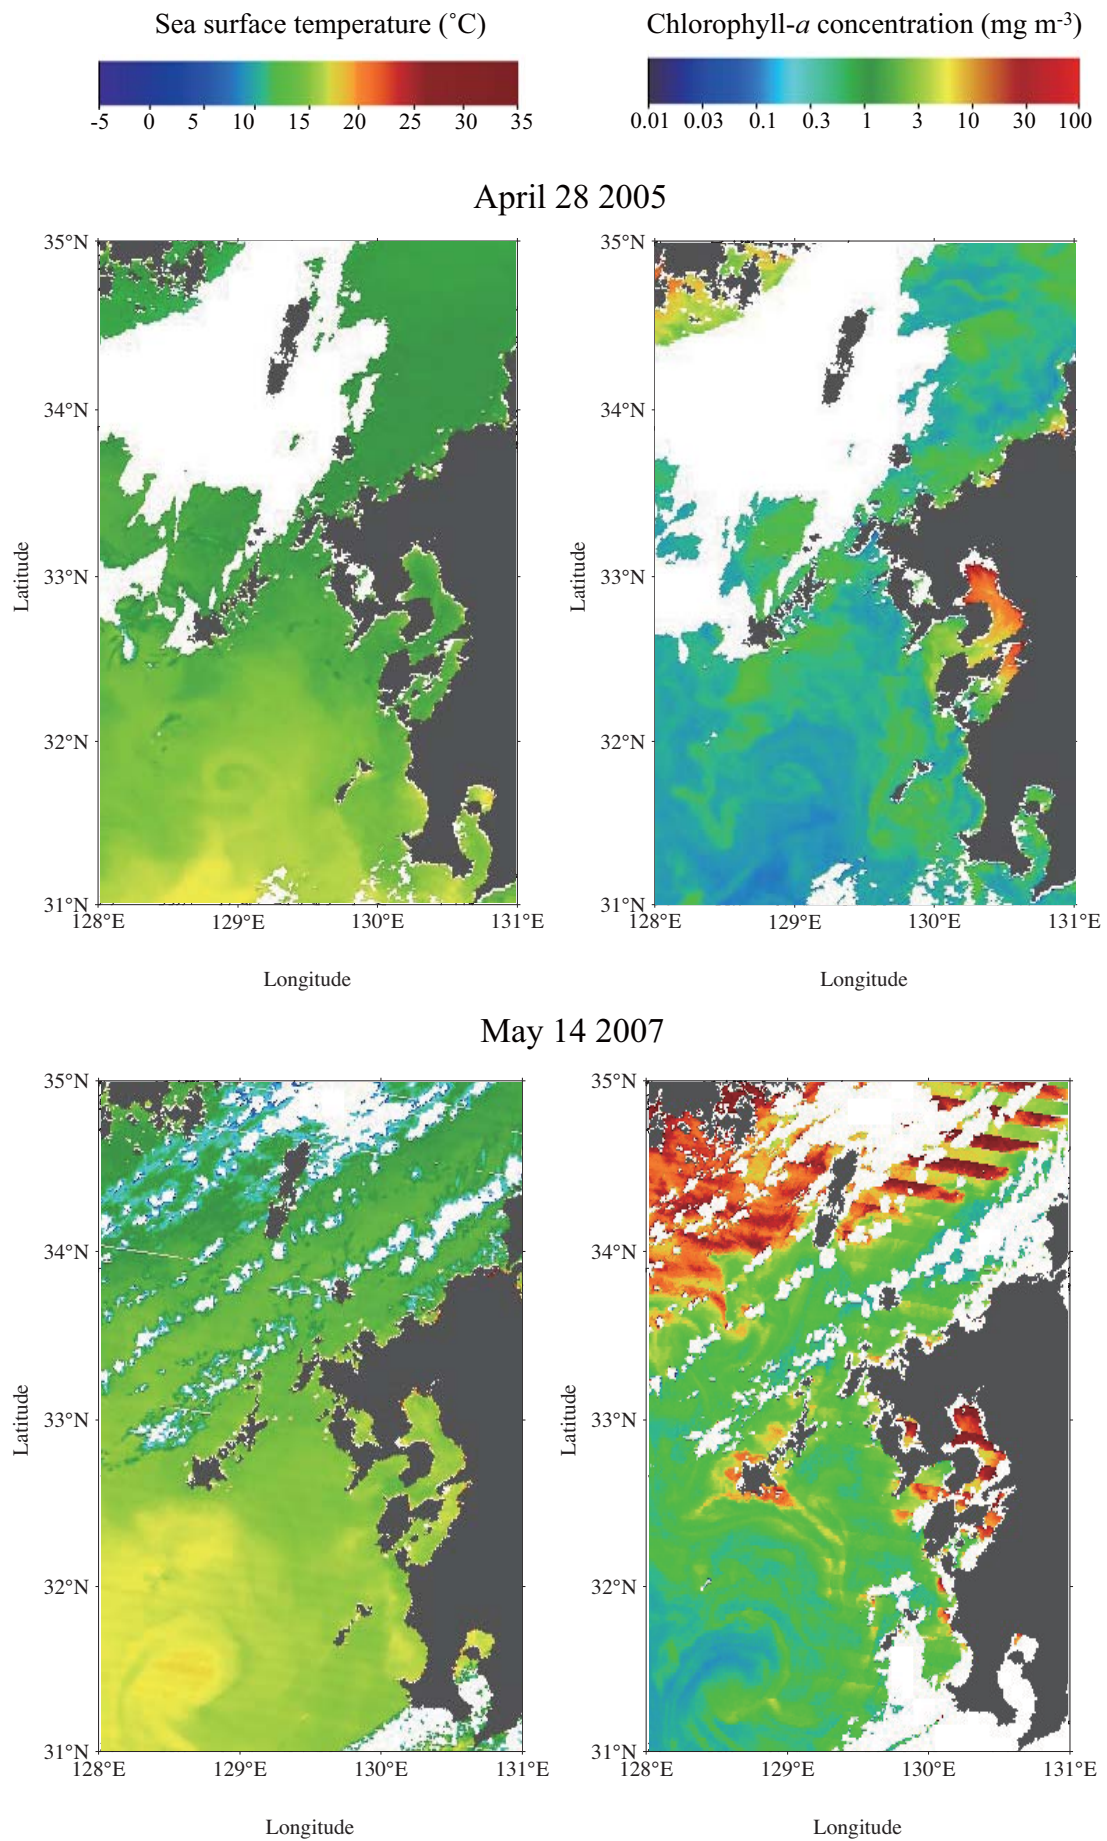 Sea surface temperature (˚C)
Chlorophyll-a concentration (mg m-3)
-5 0 5 10 15 20 25 30 35
0.01 0.03 0.1 0.3 1 3 10 30 100
April 28 2005
35°N
34°N
33°N
32°N
31°N
Latitude
128°E 129°E 130°E 131°E
Longitude
35°N
34°N
33°N
32°N
31°N
Latitude
128°E 129°E 130°E 131°E
Longitude
May 14 2007
35°N
34°N
33°N
32°N
31°N
Latitude
128°E 129°E 130°E 131°E
Longitude
35°N
34°N
33°N
32°N
31°N
Latitude
128°E 129°E 130°E 131°E
Longitude